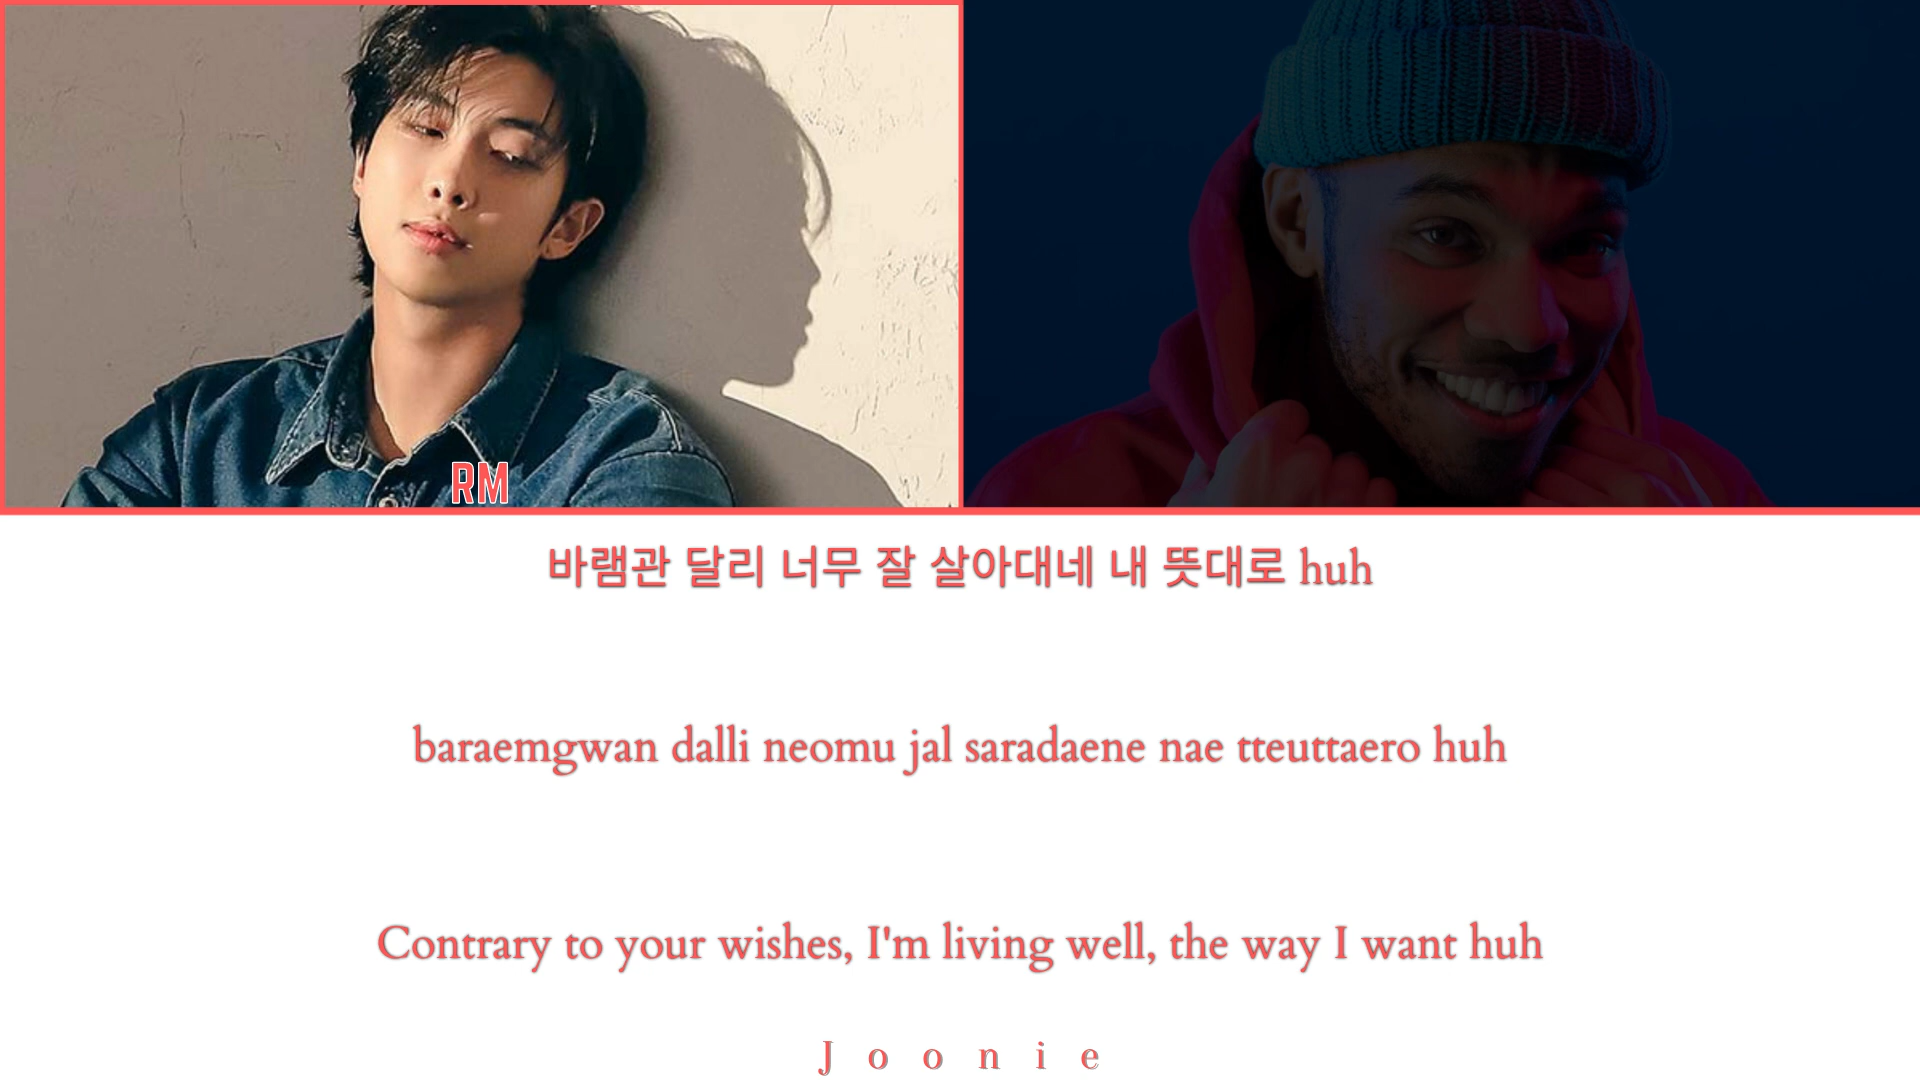 RM
바램관 달리 너무 잘 살아대네 내 뜻대로 huh
baraemgwan dalli neomu jal saradaene nae tteuttaero huh
Contrary to your wishes, I'm living well, the way I want huh
Joonie